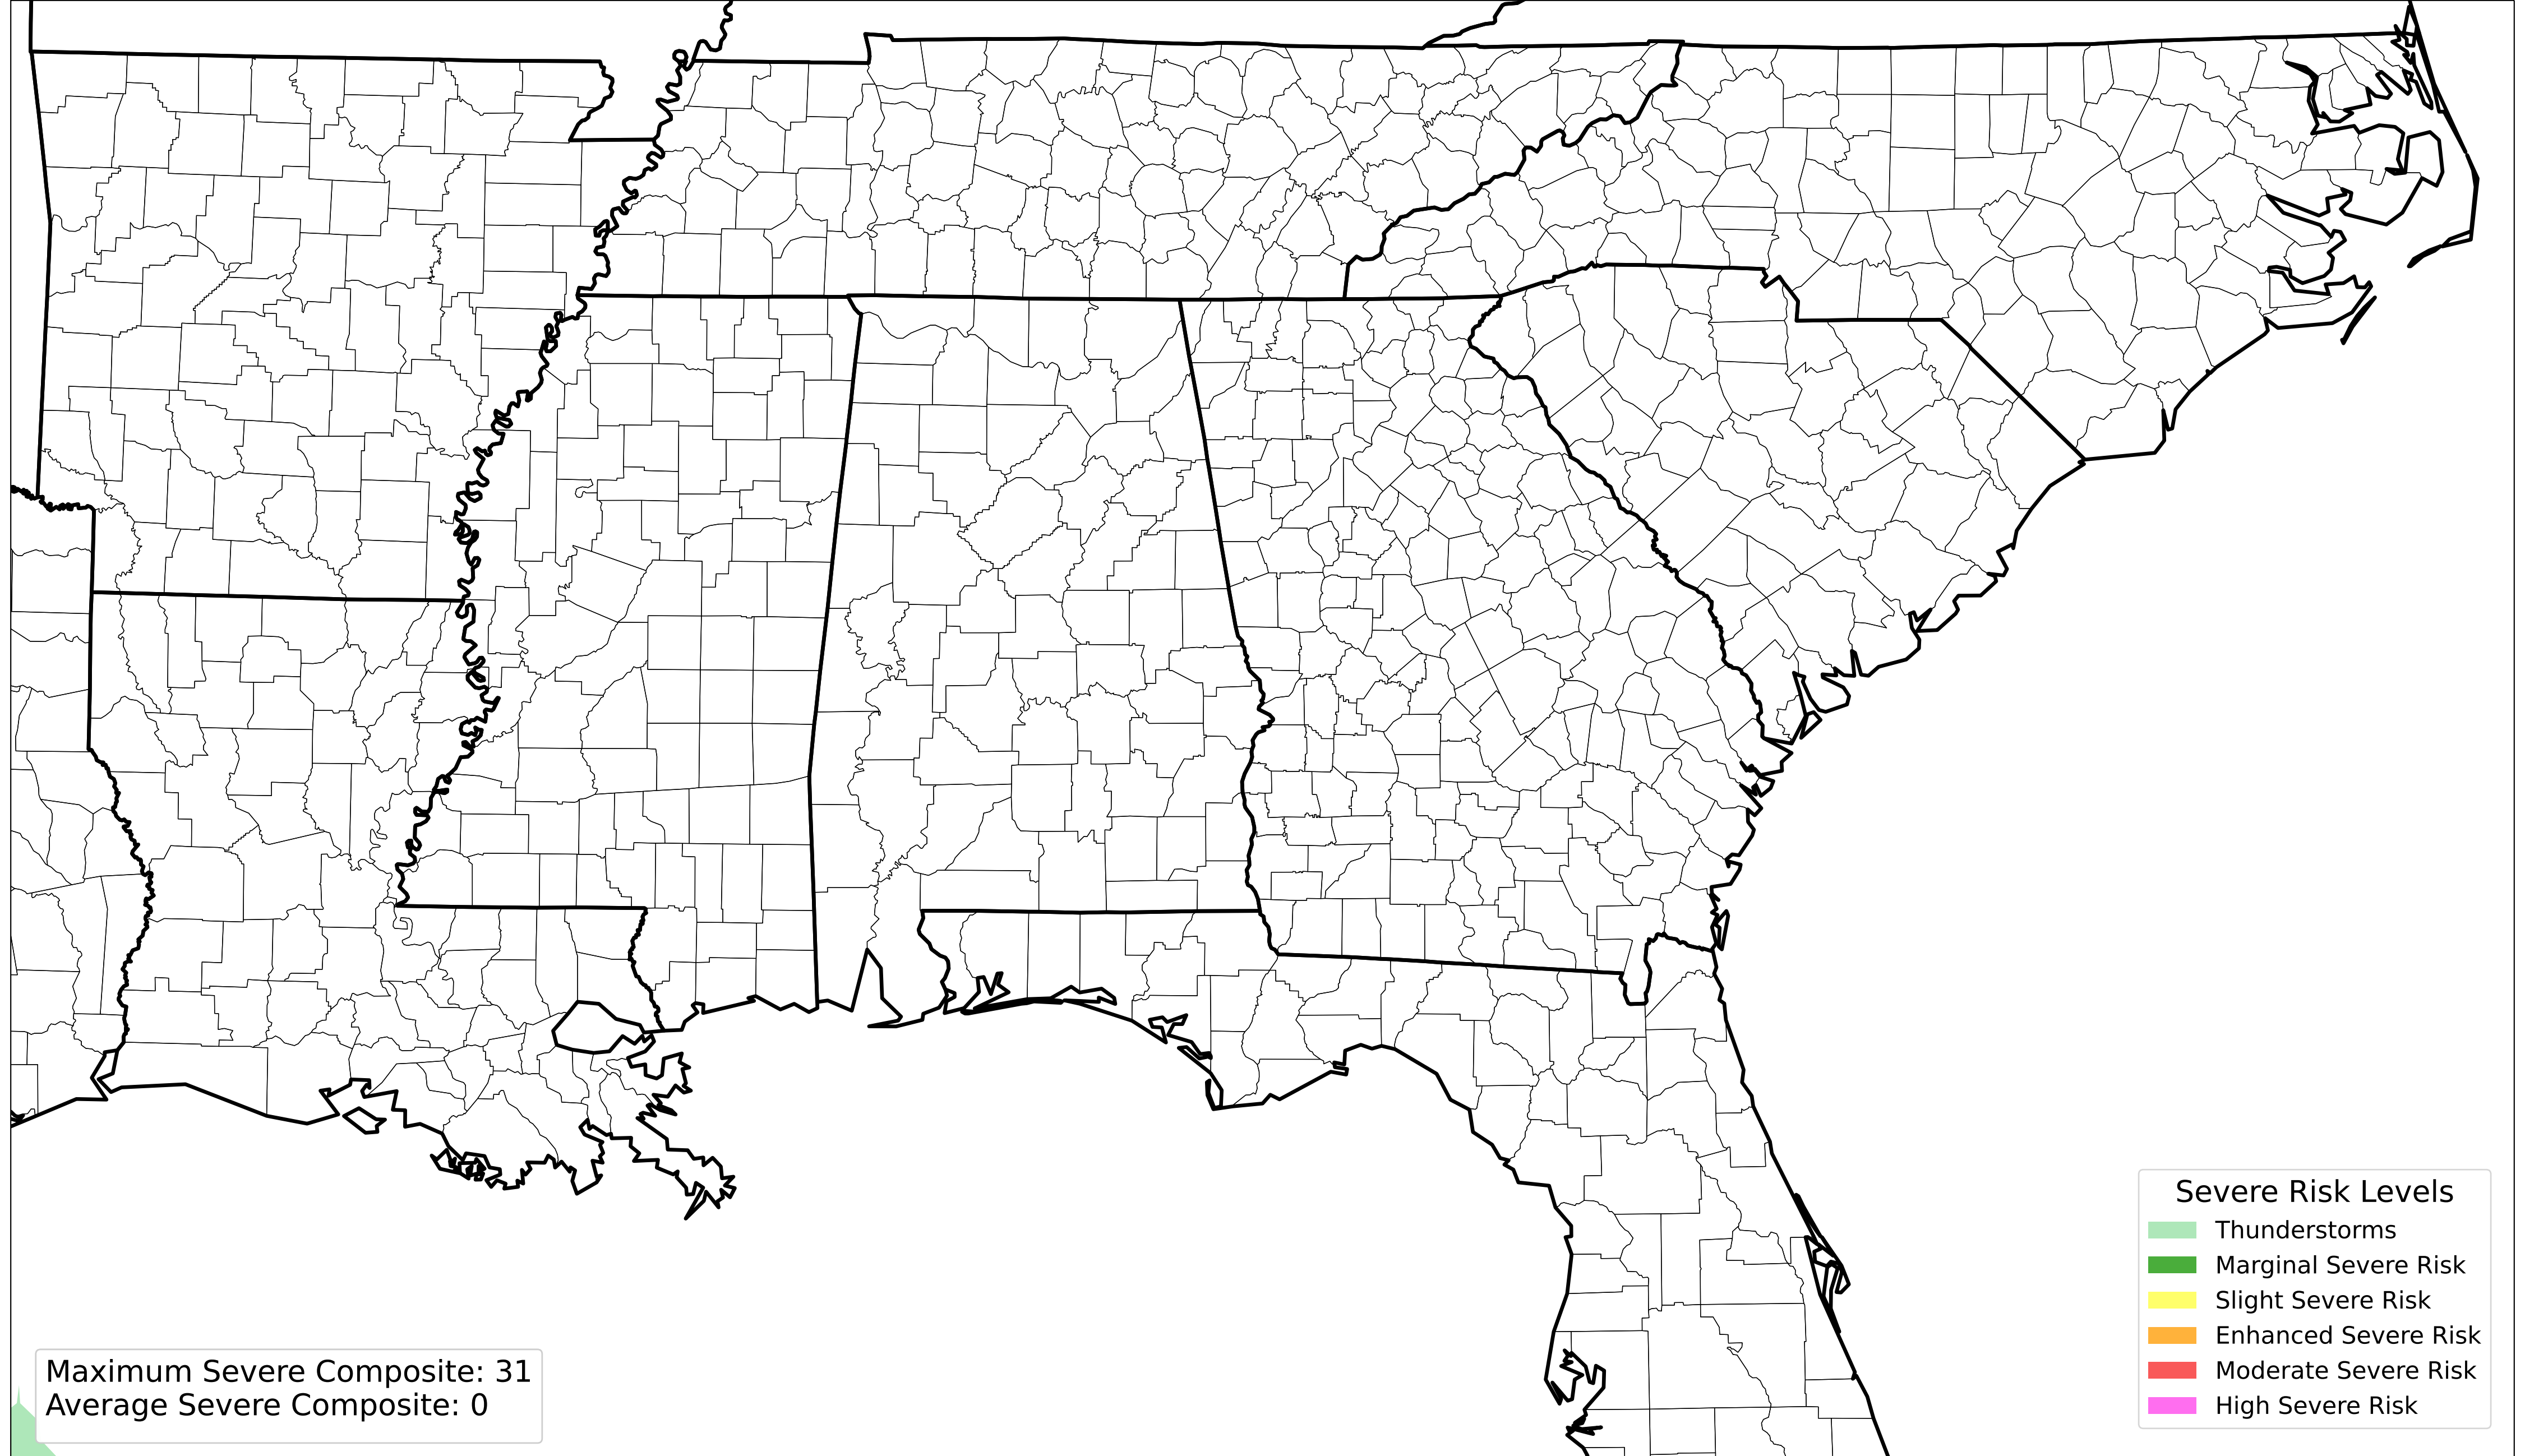 Severe Risk Levels
Thunderstorms
Marginal Severe Risk
Slight Severe Risk
Enhanced Severe Risk
Moderate Severe Risk
High Severe Risk
Maximum Severe Composite: 31
Average Severe Composite: 0